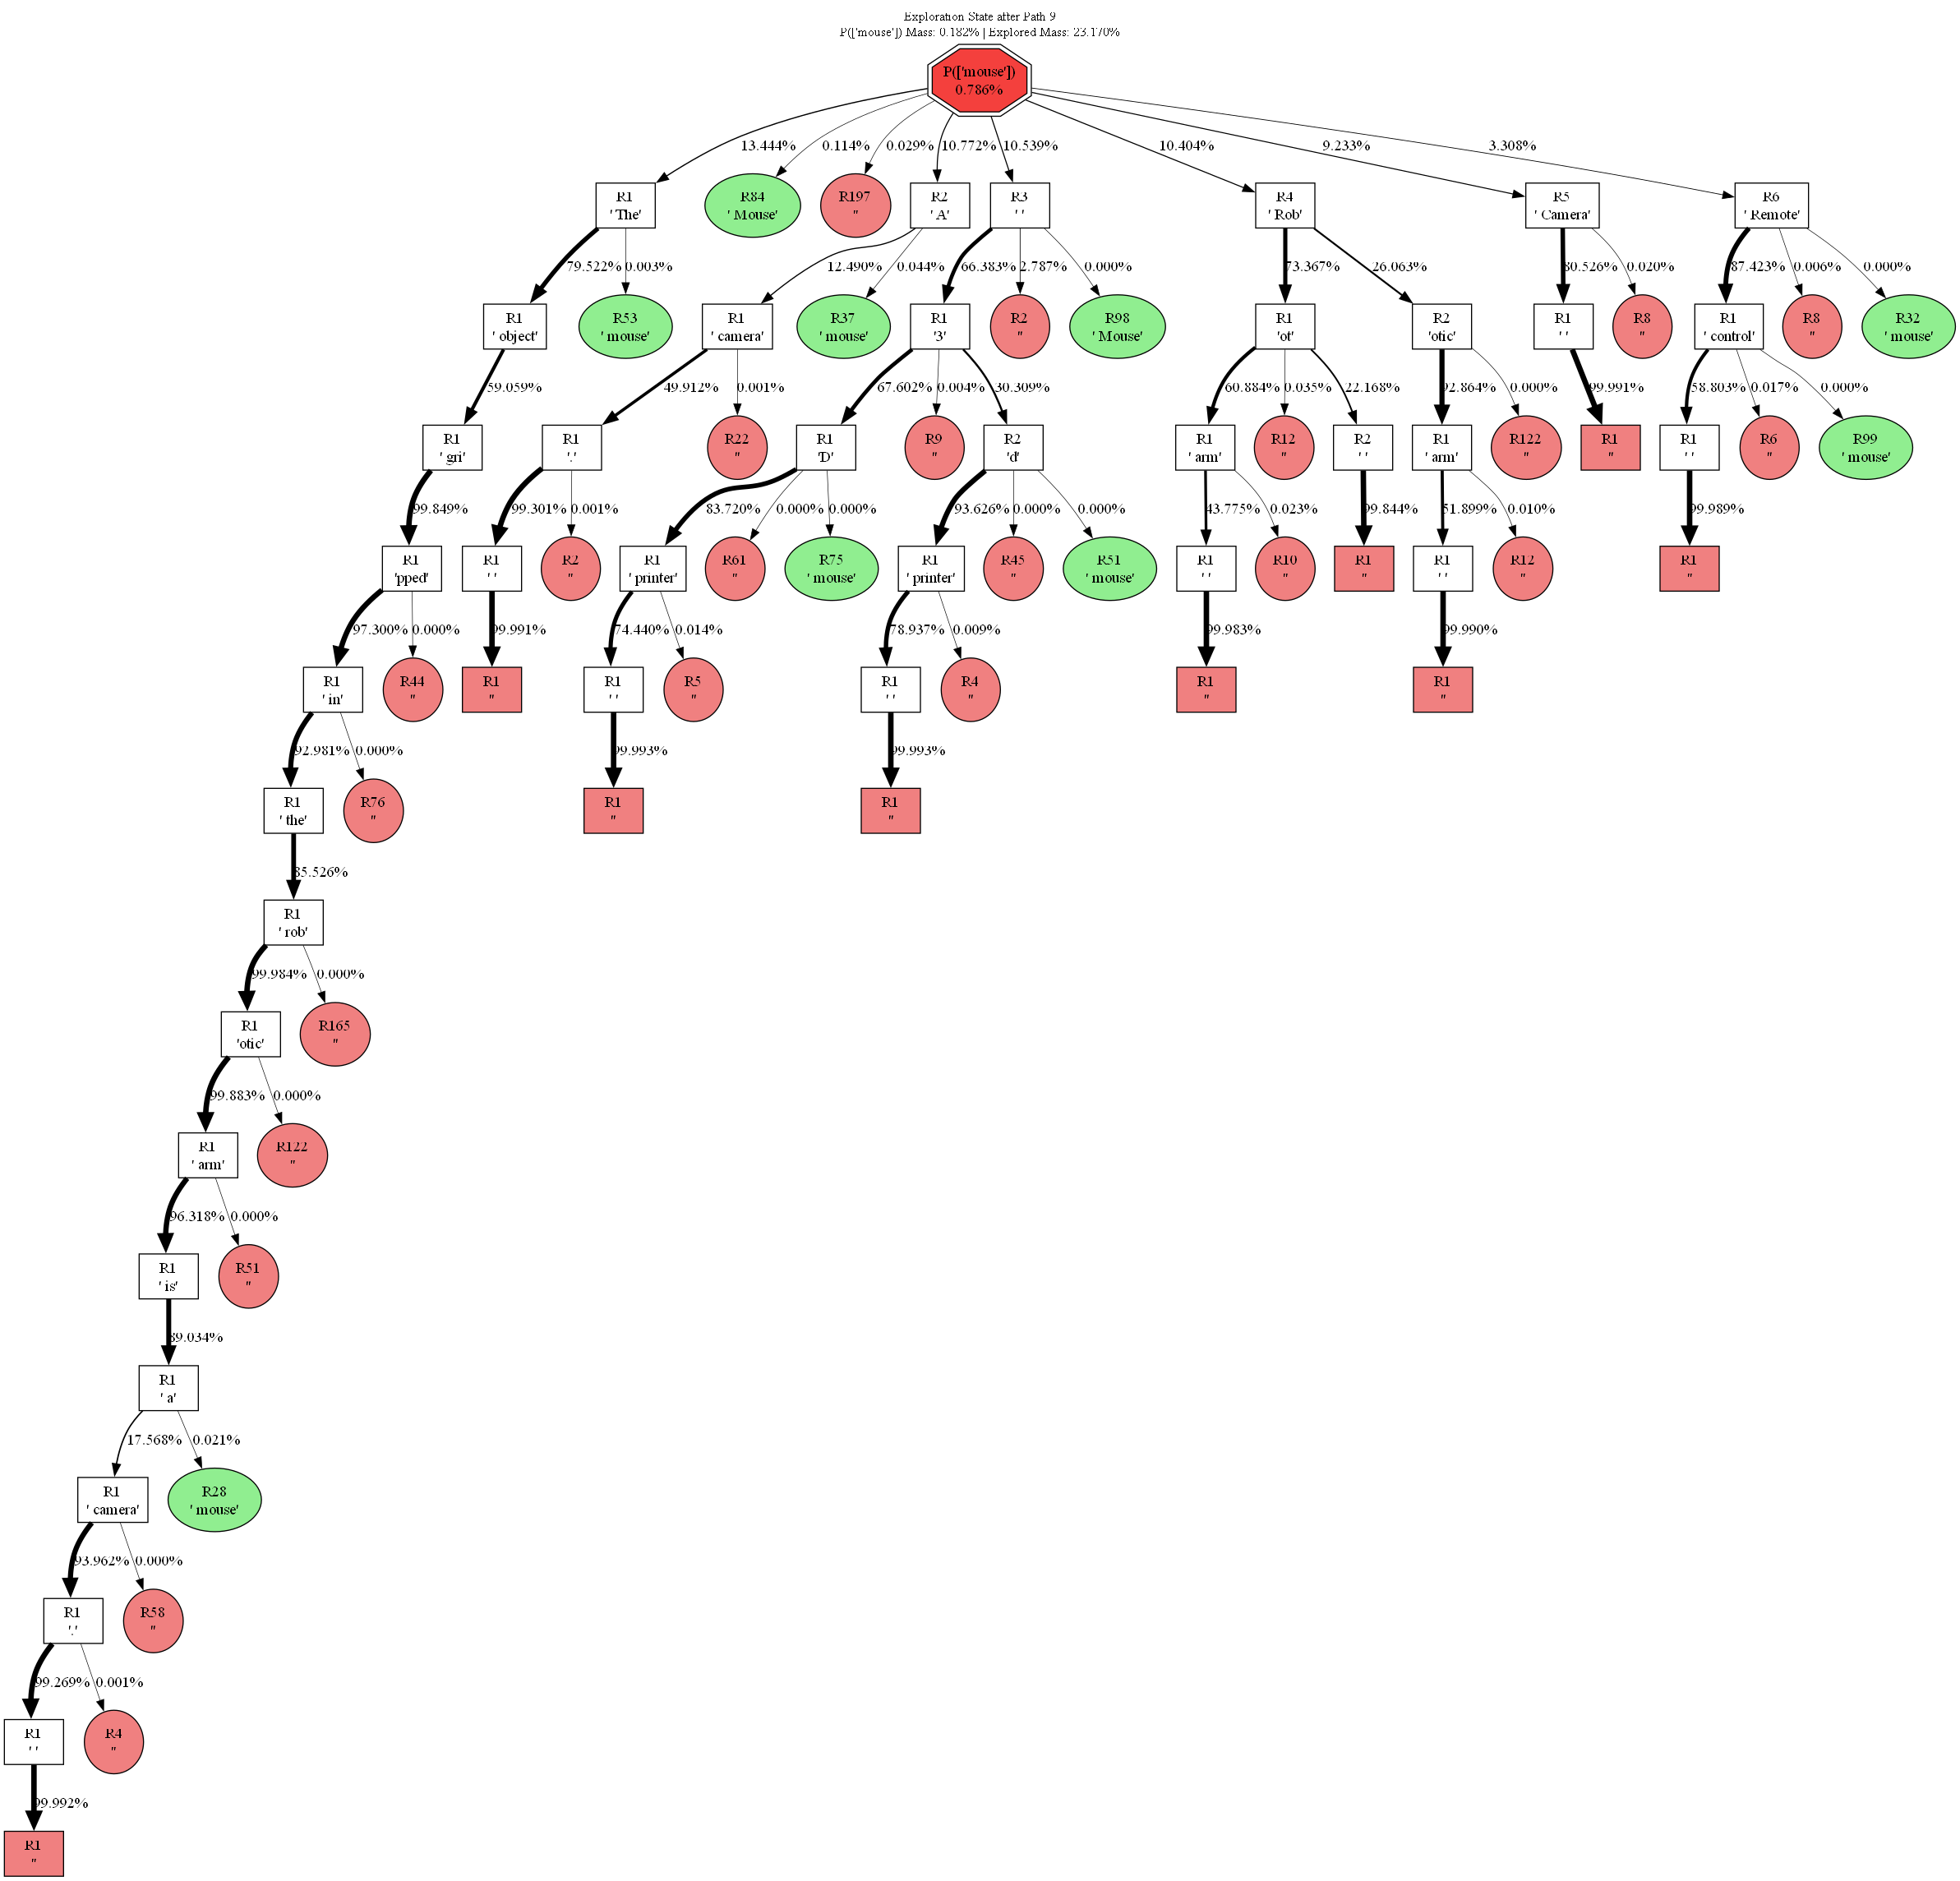 Exploration State after Path 9
P(['mouse']) Mass: 0.182% | Explored Mass: 23.170%
P(['mouse'])
0.786%
13.444%
0.114%
0.029%
10.772%
10.539%
10.404%
9.233%
3.308%
R1
' The'
R84
' Mouse'
R197
''
R2
' A'
R3
' '
R4
' Rob'
R5
' Camera'
R6
' Remote'
79.522%
0.003%
12.490%
0.044%
66.383%
2.787%
0.000%
73.367%
26.063%
80.526%
0.020%
87.423%
0.006%
0.000%
R1
' object'
R53
' mouse'
R1
' camera'
R37
' mouse'
R1
'3'
R2
''
R98
' Mouse'
R1
'ot'
R2
'otic'
R1
' '
R8
''
R1
' control'
R8
''
R32
' mouse'
59.059%
49.912%
0.001%
67.602%
0.004%
30.309%
60.884%
0.035%
22.168%
92.864%
0.000%
99.991%
58.803%
0.017%
0.000%
R1
' gri'
R1
'.'
R22
''
R1
'D'
R9
''
R2
'd'
R1
' arm'
R12
''
R2
' '
R1
' arm'
R122
''
R1
''
R1
' '
R6
''
R99
' mouse'
99.849%
99.301%
0.001%
83.720%
0.000%
0.000%
93.626%
0.000%
0.000%
43.775%
0.023%
99.844%
51.899%
0.010%
99.989%
R1
'pped'
R1
' '
R2
''
R1
' printer'
R61
''
R75
' mouse'
R1
' printer'
R45
''
R51
' mouse'
R1
' '
R10
''
R1
''
R1
' '
R12
''
R1
''
97.300%
0.000%
99.991%
74.440%
0.014%
78.937%
0.009%
99.983%
99.990%
R1
' in'
R44
''
R1
''
R1
' '
R5
''
R1
' '
R4
''
R1
''
R1
''
92.981%
0.000%
99.993%
99.993%
R1
' the'
R76
''
R1
''
R1
''
85.526%
R1
' rob'
99.984%
0.000%
R1
'otic'
R165
''
99.883%
0.000%
R1
' arm'
R122
''
96.318%
0.000%
R1
' is'
R51
''
89.034%
R1
' a'
17.568%
0.021%
R1
' camera'
R28
' mouse'
93.962%
0.000%
R1
'.'
R58
''
99.269%
0.001%
R1
' '
R4
''
99.992%
R1
''